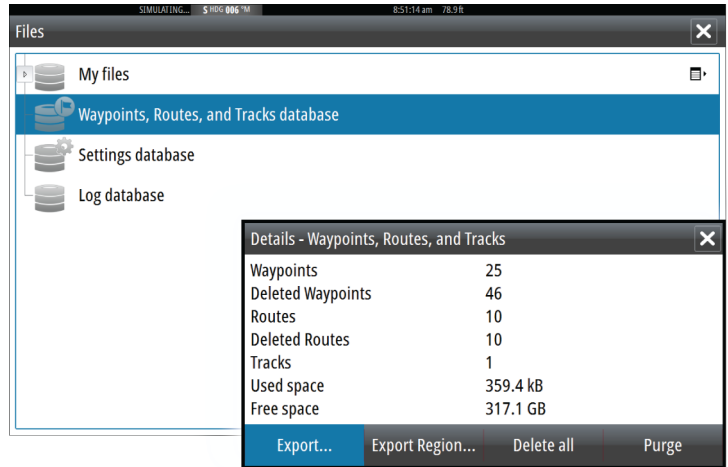 SIMULATING... S HDG 006 °M 8:51:14 am 78.9 ft
Files
My files
Waypoints, Routes, and Tracks database
Settings database
Log database
Details - Waypoints, Routes, and Tracks
Waypoints 25
Deleted Waypoints 46
Routes 10
Deleted Routes 10
Tracks 1
Used space 359.4 kB
Free space 317.1 GB
Export... Export Region... Delete all Purge